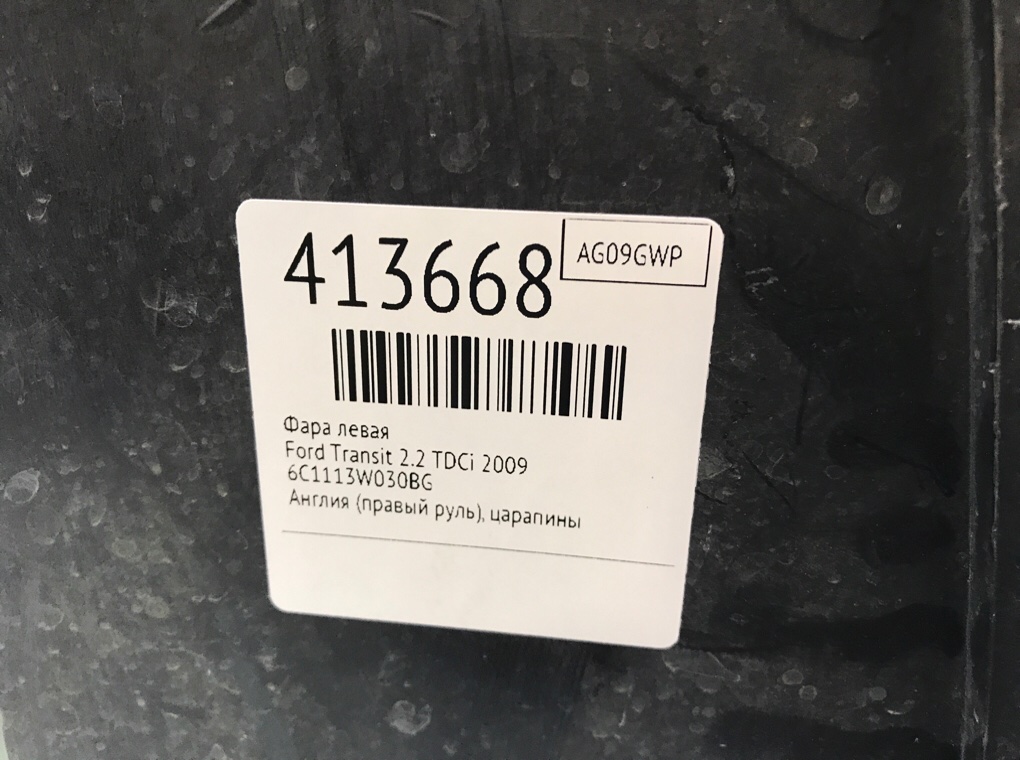 413668
AG09GWP
Фара левая
Ford Transit 2.2 TDCi 2009
6C1113W030BG
Англия (правый руль), царапины